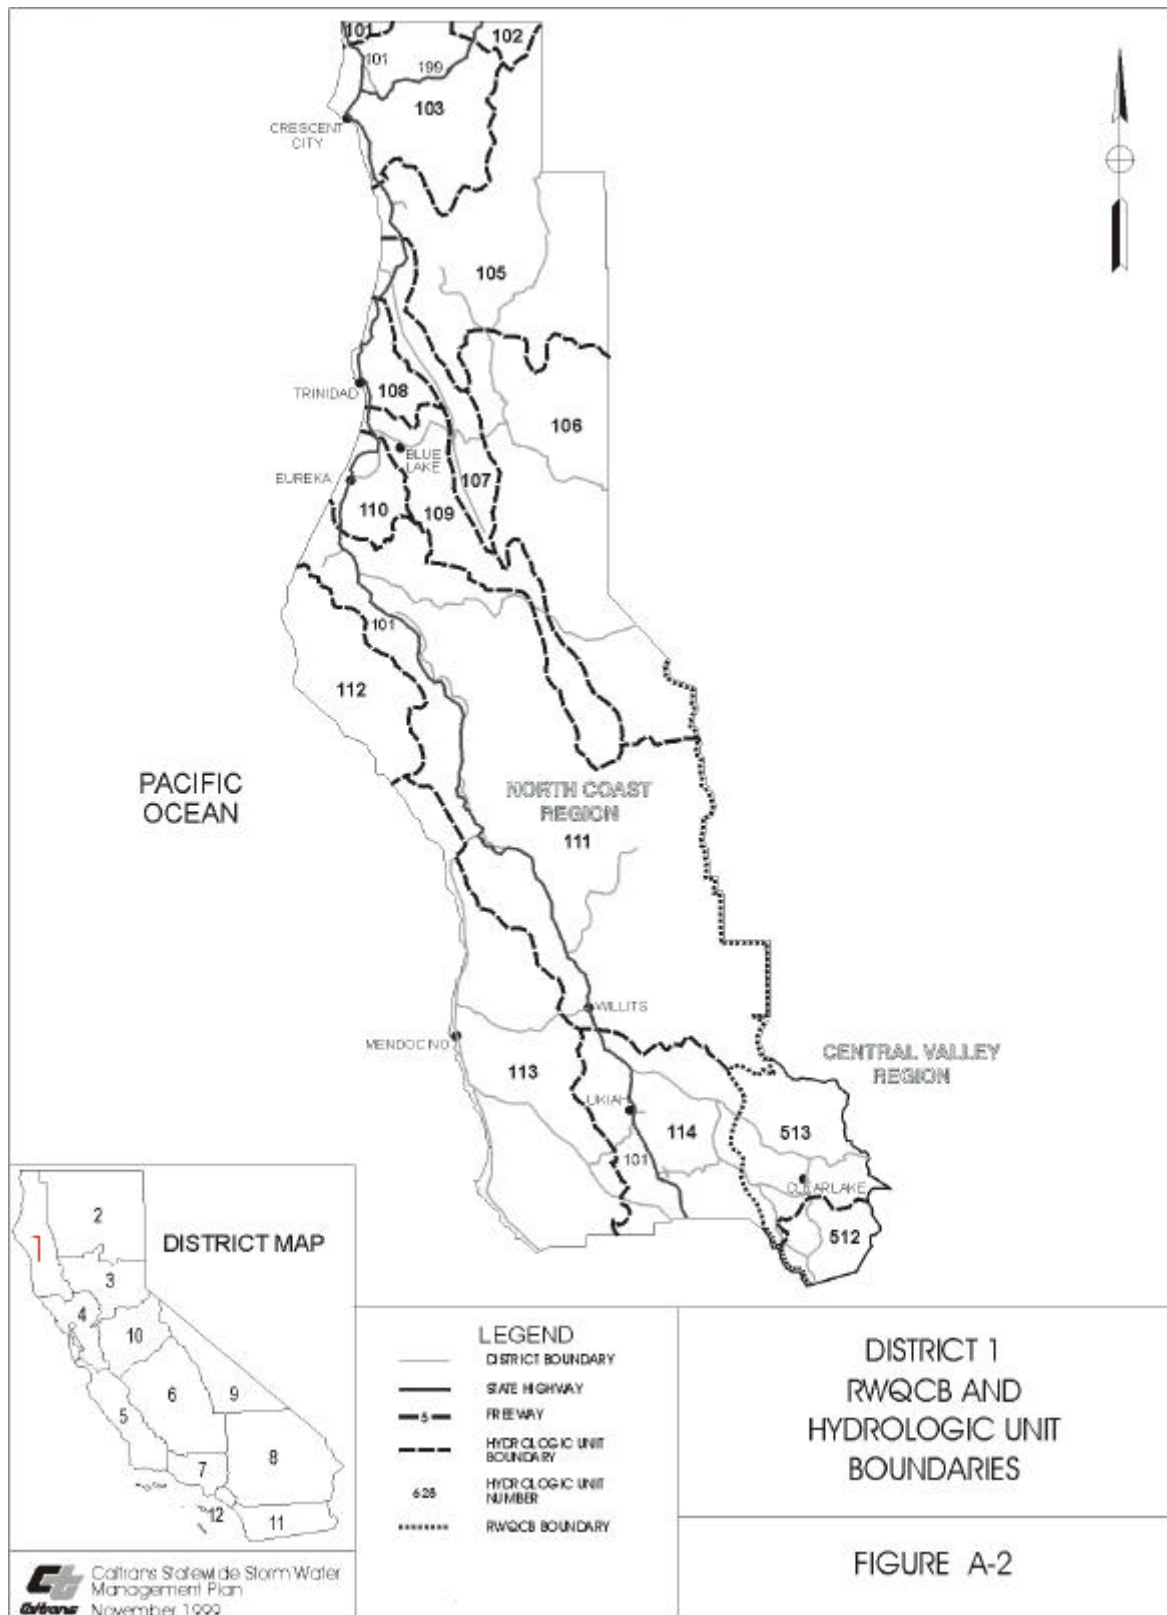 101
102
101
199
103
CRESCENT
CITY
105
TRINIDAD
108
106
BLUE
LAKE
107
EUREKA
110
109
101
112
PACIFIC
OCEAN
NORTH COAST
REGION
111
WILLITS
MENDOCINO
CENTRAL VALLEY
REGION
113
UKIAH
114
513
101
CLEARLAKE
512
DISTRICT MAP
1
2
3
4
10
6
9
5
8
7
12
11
LEGEND
DISTRICT BOUNDARY
STATE HIGHWAY
5
FREEWAY
HYDROLOGIC UNIT
BOUNDARY
628
HYDROLOGIC UNIT
NUMBER
RWQCB BOUNDARY
DISTRICT 1
RWQCB AND
HYDROLOGIC UNIT
BOUNDARIES
FIGURE A-2
Caltrans Statewide Storm Water
Management Plan
November 1999
Caltrans